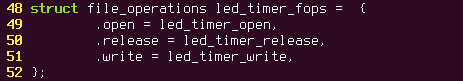 48 struct file_operations led_timer_fops =  {
49         .open = led_timer_open,
50         .release = led_timer_release,
51         .write = led_timer_write,
52 };